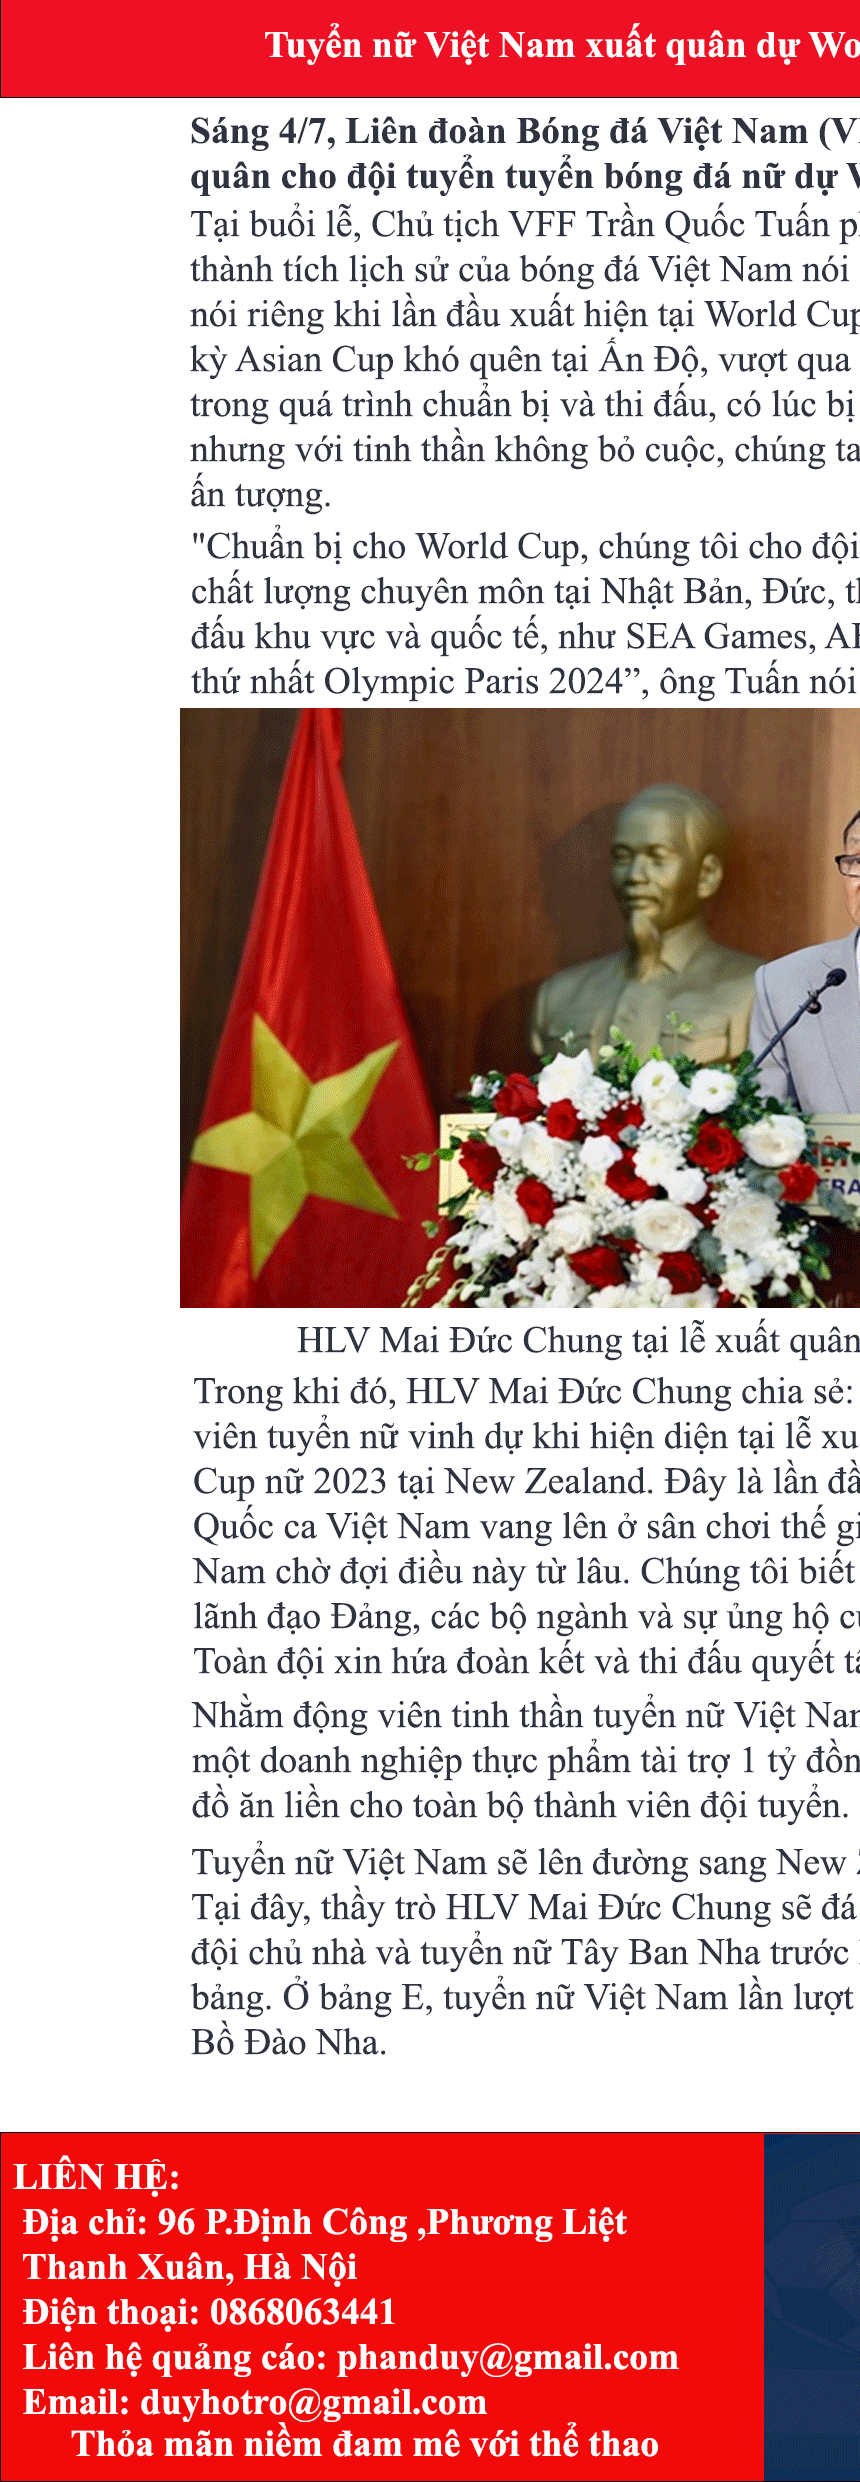 Tuyển nữ Việt Nam xuất quân dự Wo
Sáng 4/7, Liên đoàn Bóng đá Việt Nam (V
quân cho đội tuyển tuyển bóng đá nữ dự
Tại buổi lễ, Chủ tịch VFF Trần Quốc Tuấn p
thành tích lịch sử của bóng đá Việt Nam nói
nói riêng khi lần đầu xuất hiện tại World Cup
kỳ Asian Cup khó quên tại Ấn Độ, vượt qua
trong quá trình chuẩn bị và thi đấu, có lúc bị
nhưng với tinh thần không bỏ cuộc, chúng ta
ấn tượng.
"Chuẩn bị cho World Cup, chúng tôi cho đội
chất lượng chuyên môn tại Nhật Bản, Đức, t
đấu khu vực và quốc tế, như SEA Games, A
thứ nhất Olympic Paris 2024”, ông Tuấn nói
HLV Mai Đức Chung tại lễ xuất quân
Trong khi đó, HLV Mai Đức Chung chia sẻ:
viên tuyển nữ vinh dự khi hiện diện tại lễ xu
Cup nữ 2023 tại New Zealand. Đây là lần đầ
Quốc ca Việt Nam vang lên ở sân chơi thế gi
Nam chờ đợi điều này từ lâu. Chúng tôi biết
lãnh đạo Đảng, các bộ ngành và sự ủng hộ c
Toàn đội xin hứa đoàn kết và thi đấu quyết t
Nhằm động viên tinh thần tuyển nữ Việt Nam
một doanh nghiệp thực phẩm tài trợ 1 tỷ đồn
đồ ăn liền cho toàn bộ thành viên đội tuyển.
Tuyển nữ Việt Nam sẽ lên đường sang New
Tại đây, thầy trò HLV Mai Đức Chung sẽ đá
đội chủ nhà và tuyển nữ Tây Ban Nha trước
bảng. Ở bảng E, tuyển nữ Việt Nam lần lượt
Bồ Đào Nha.
LIÊN HỆ:
Địa chỉ: 96 P.Định Công ,Phương Liệt
Thanh Xuân, Hà Nội
Điện thoại: 0868063441
Liên hệ quảng cáo: phanduy@gmail.com
Email: duyhotro@gmail.com
Thỏa mãn niềm đam mê với thể thao